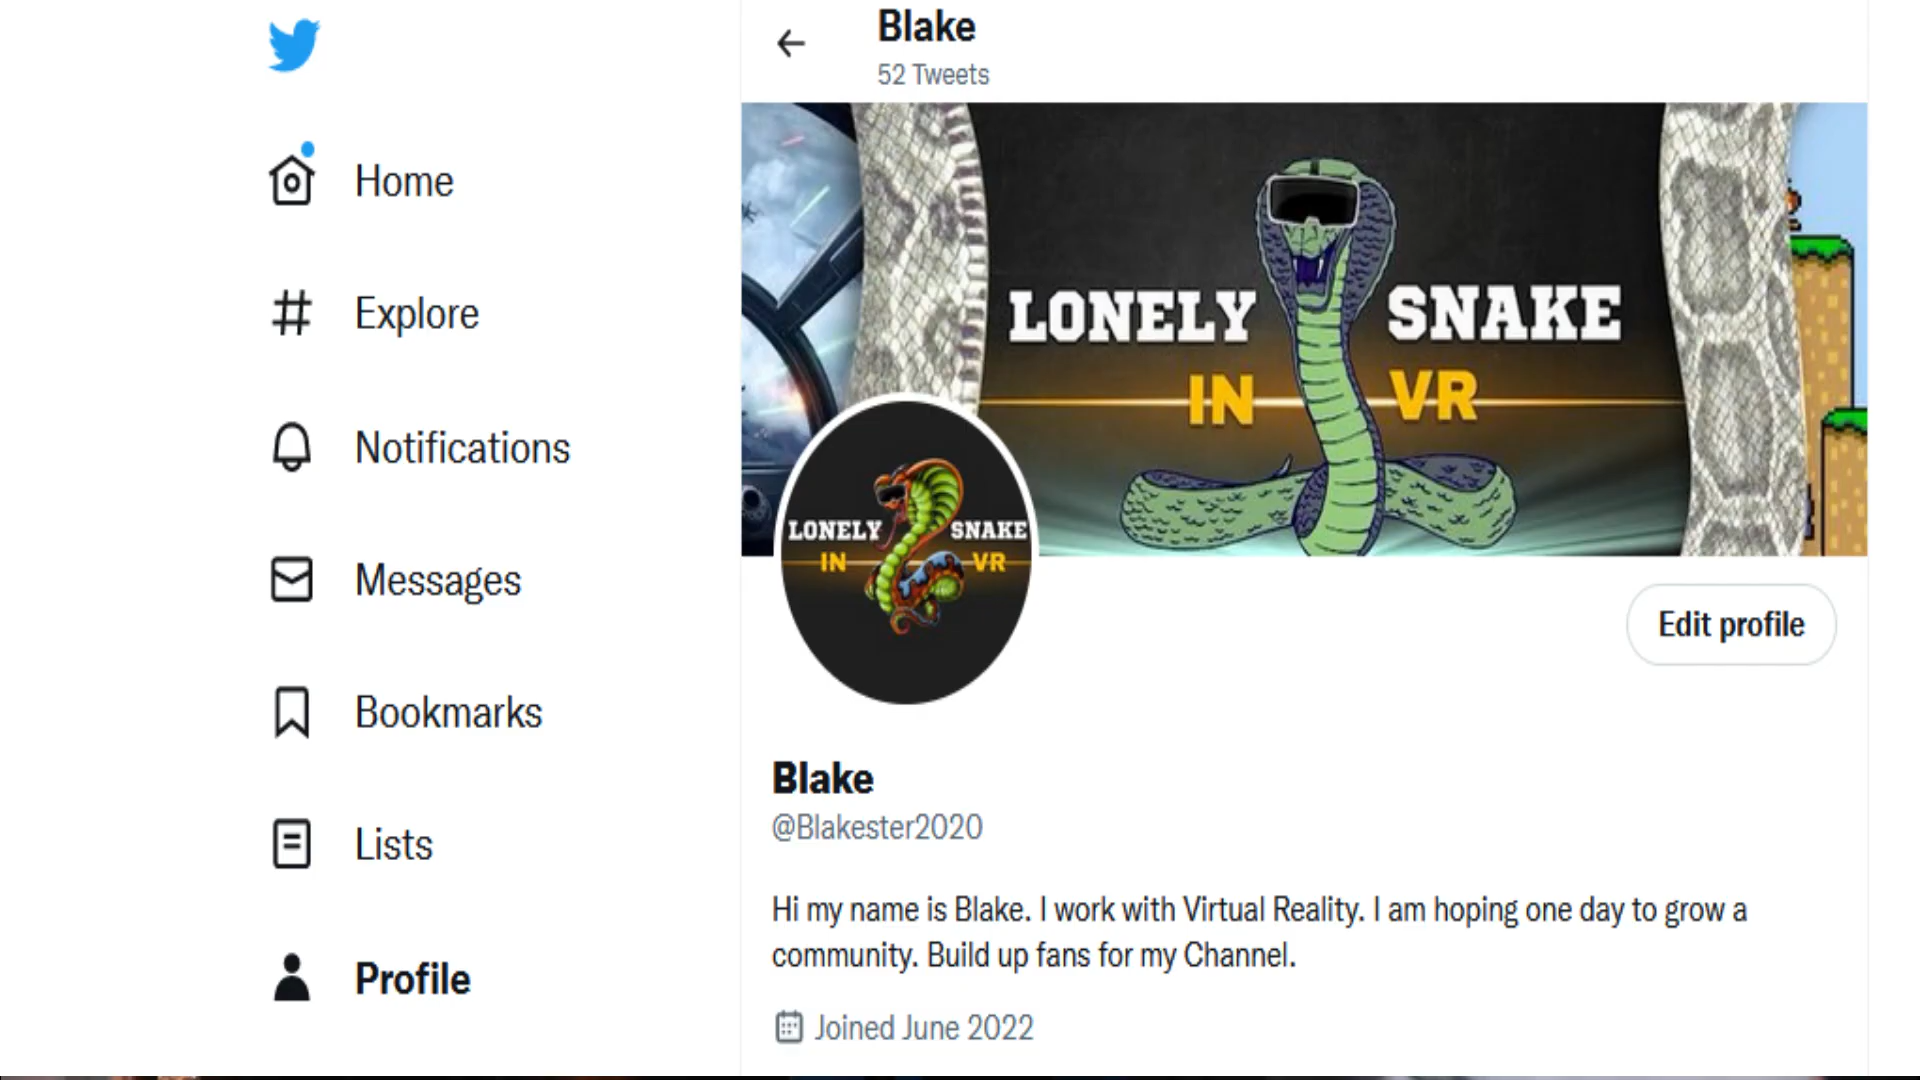 Blake
52 Tweets
Home
Explore
Notifications
Messages
Bookmarks
Lists
Profile
LONELY SNAKE
IN VR
LONELY SNAKE
IN VR
Edit profile
Blake
@Blakester2020
Hi my name is Blake. I work with Virtual Reality. I am hoping one day to grow a
community. Build up fans for my Channel.
Joined June 2022